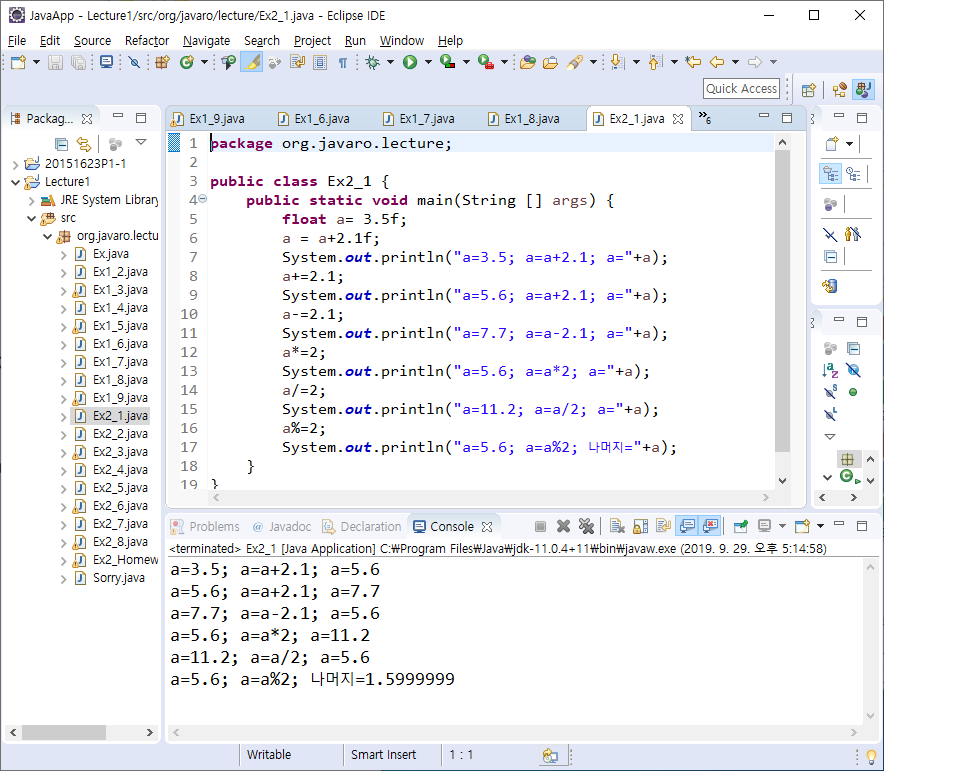 JavaApp - Lecture1/src/org/javaro/lecture/Ex2_1.java - Eclipse IDE
File Edit Source Refactor Navigate Search Project Run Window Help
Quick Access
Packag...
20151623P1-1
Lecture1
JRE System Library
src
org.javaro.lectu
Ex.java
Ex1_2.java
Ex1_3.java
Ex1_4.java
Ex1_5.java
Ex1_6.java
Ex1_7.java
Ex1_8.java
Ex1_9.java
Ex2_1.java
Ex2_2.java
Ex2_3.java
Ex2_4.java
Ex2_5.java
Ex2_6.java
Ex2_7.java
Ex2_8.java
Ex2_Homew
Sorry.java
Ex1_9.java Ex1_6.java Ex1_7.java Ex1_8.java Ex2_1.java »6
1 package org.javaro.lecture;
2
3 public class Ex2_1 {
4 public static void main(String [] args) {
5 float a= 3.5f;
6 a = a+2.1f;
7 System.out.println("a=3.5; a=a+2.1; a="+a);
8 a+=2.1;
9 System.out.println("a=5.6; a=a+2.1; a="+a);
10 a-=2.1;
11 System.out.println("a=7.7; a=a-2.1; a="+a);
12 a*=2;
13 System.out.println("a=5.6; a=a*2; a="+a);
14 a/=2;
15 System.out.println("a=11.2; a=a/2; a="+a);
16 a%=2;
17 System.out.println("a=5.6; a=a%2; 나머지="+a);
18 }
19 }
Problems @ Javadoc Declaration Console
<terminated> Ex2_1 [Java Application] C:₩Program Files₩Java₩jdk-11.0.4+11₩bin₩javaw.exe (2019. 9. 29. 오후 5:14:58)
a=3.5; a=a+2.1; a=5.6
a=5.6; a=a+2.1; a=7.7
a=7.7; a=a-2.1; a=5.6
a=5.6; a=a*2; a=11.2
a=11.2; a=a/2; a=5.6
a=5.6; a=a%2; 나머지=1.5999999
Writable Smart Insert 1 : 1